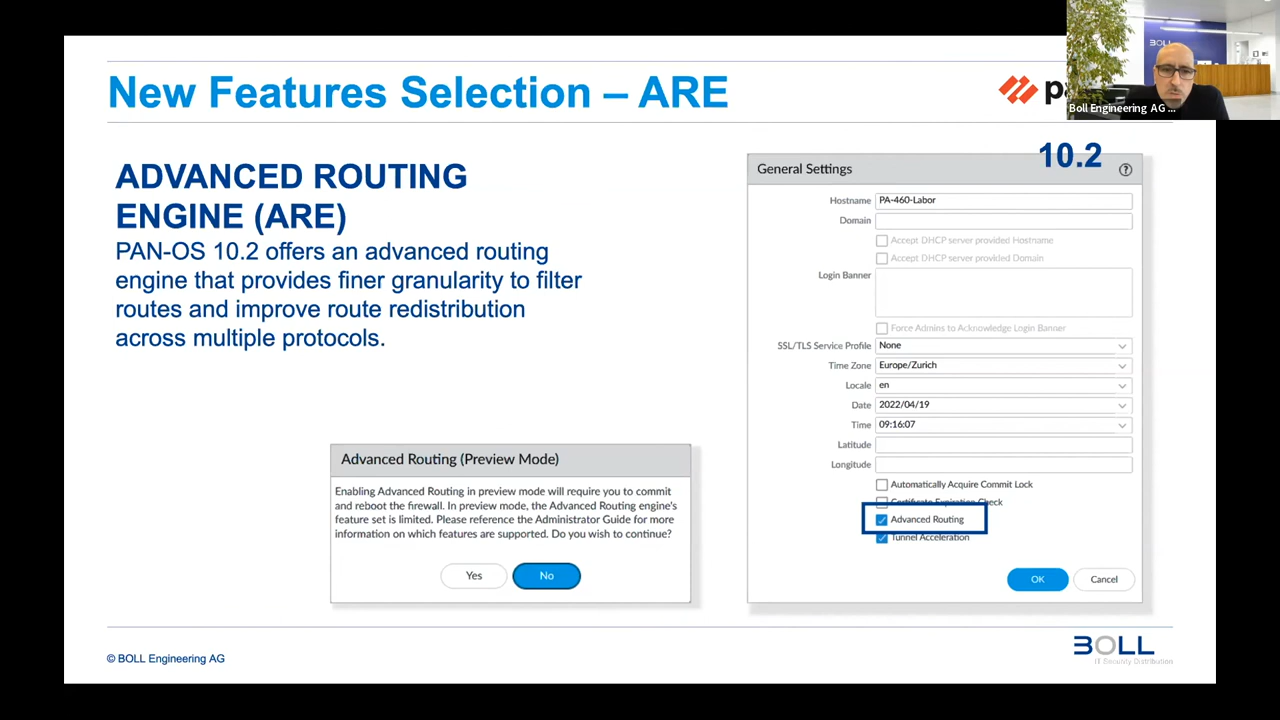 New Features Selection – ARE
pa
BOLL
Boll Engineering AG ...
ADVANCED ROUTING
ENGINE (ARE)
PAN-OS 10.2 offers an advanced routing
engine that provides finer granularity to filter
routes and improve route redistribution
across multiple protocols.
10.2
General Settings
Hostname PA-460-Labor
Domain
Accept DHCP server provided Hostname
Accept DHCP server provided Domain
Login Banner
Force Admins to Acknowledge Login Banner
SSL/TLS Service Profile None
Time Zone Europe/Zurich
Locale en
Date 2022/04/19
Time 09:16:07
Latitude
Longitude
Automatically Acquire Commit Lock
Certificate Expiration Check
Advanced Routing
Tunnel Acceleration
OK Cancel
Advanced Routing (Preview Mode)
Enabling Advanced Routing in preview mode will require you to commit
and reboot the firewall. In preview mode, the Advanced Routing engine's
feature set is limited. Please reference the Administrator Guide for more
information on which features are supported. Do you wish to continue?
Yes No
© BOLL Engineering AG
BOLL
IT Security Distribution